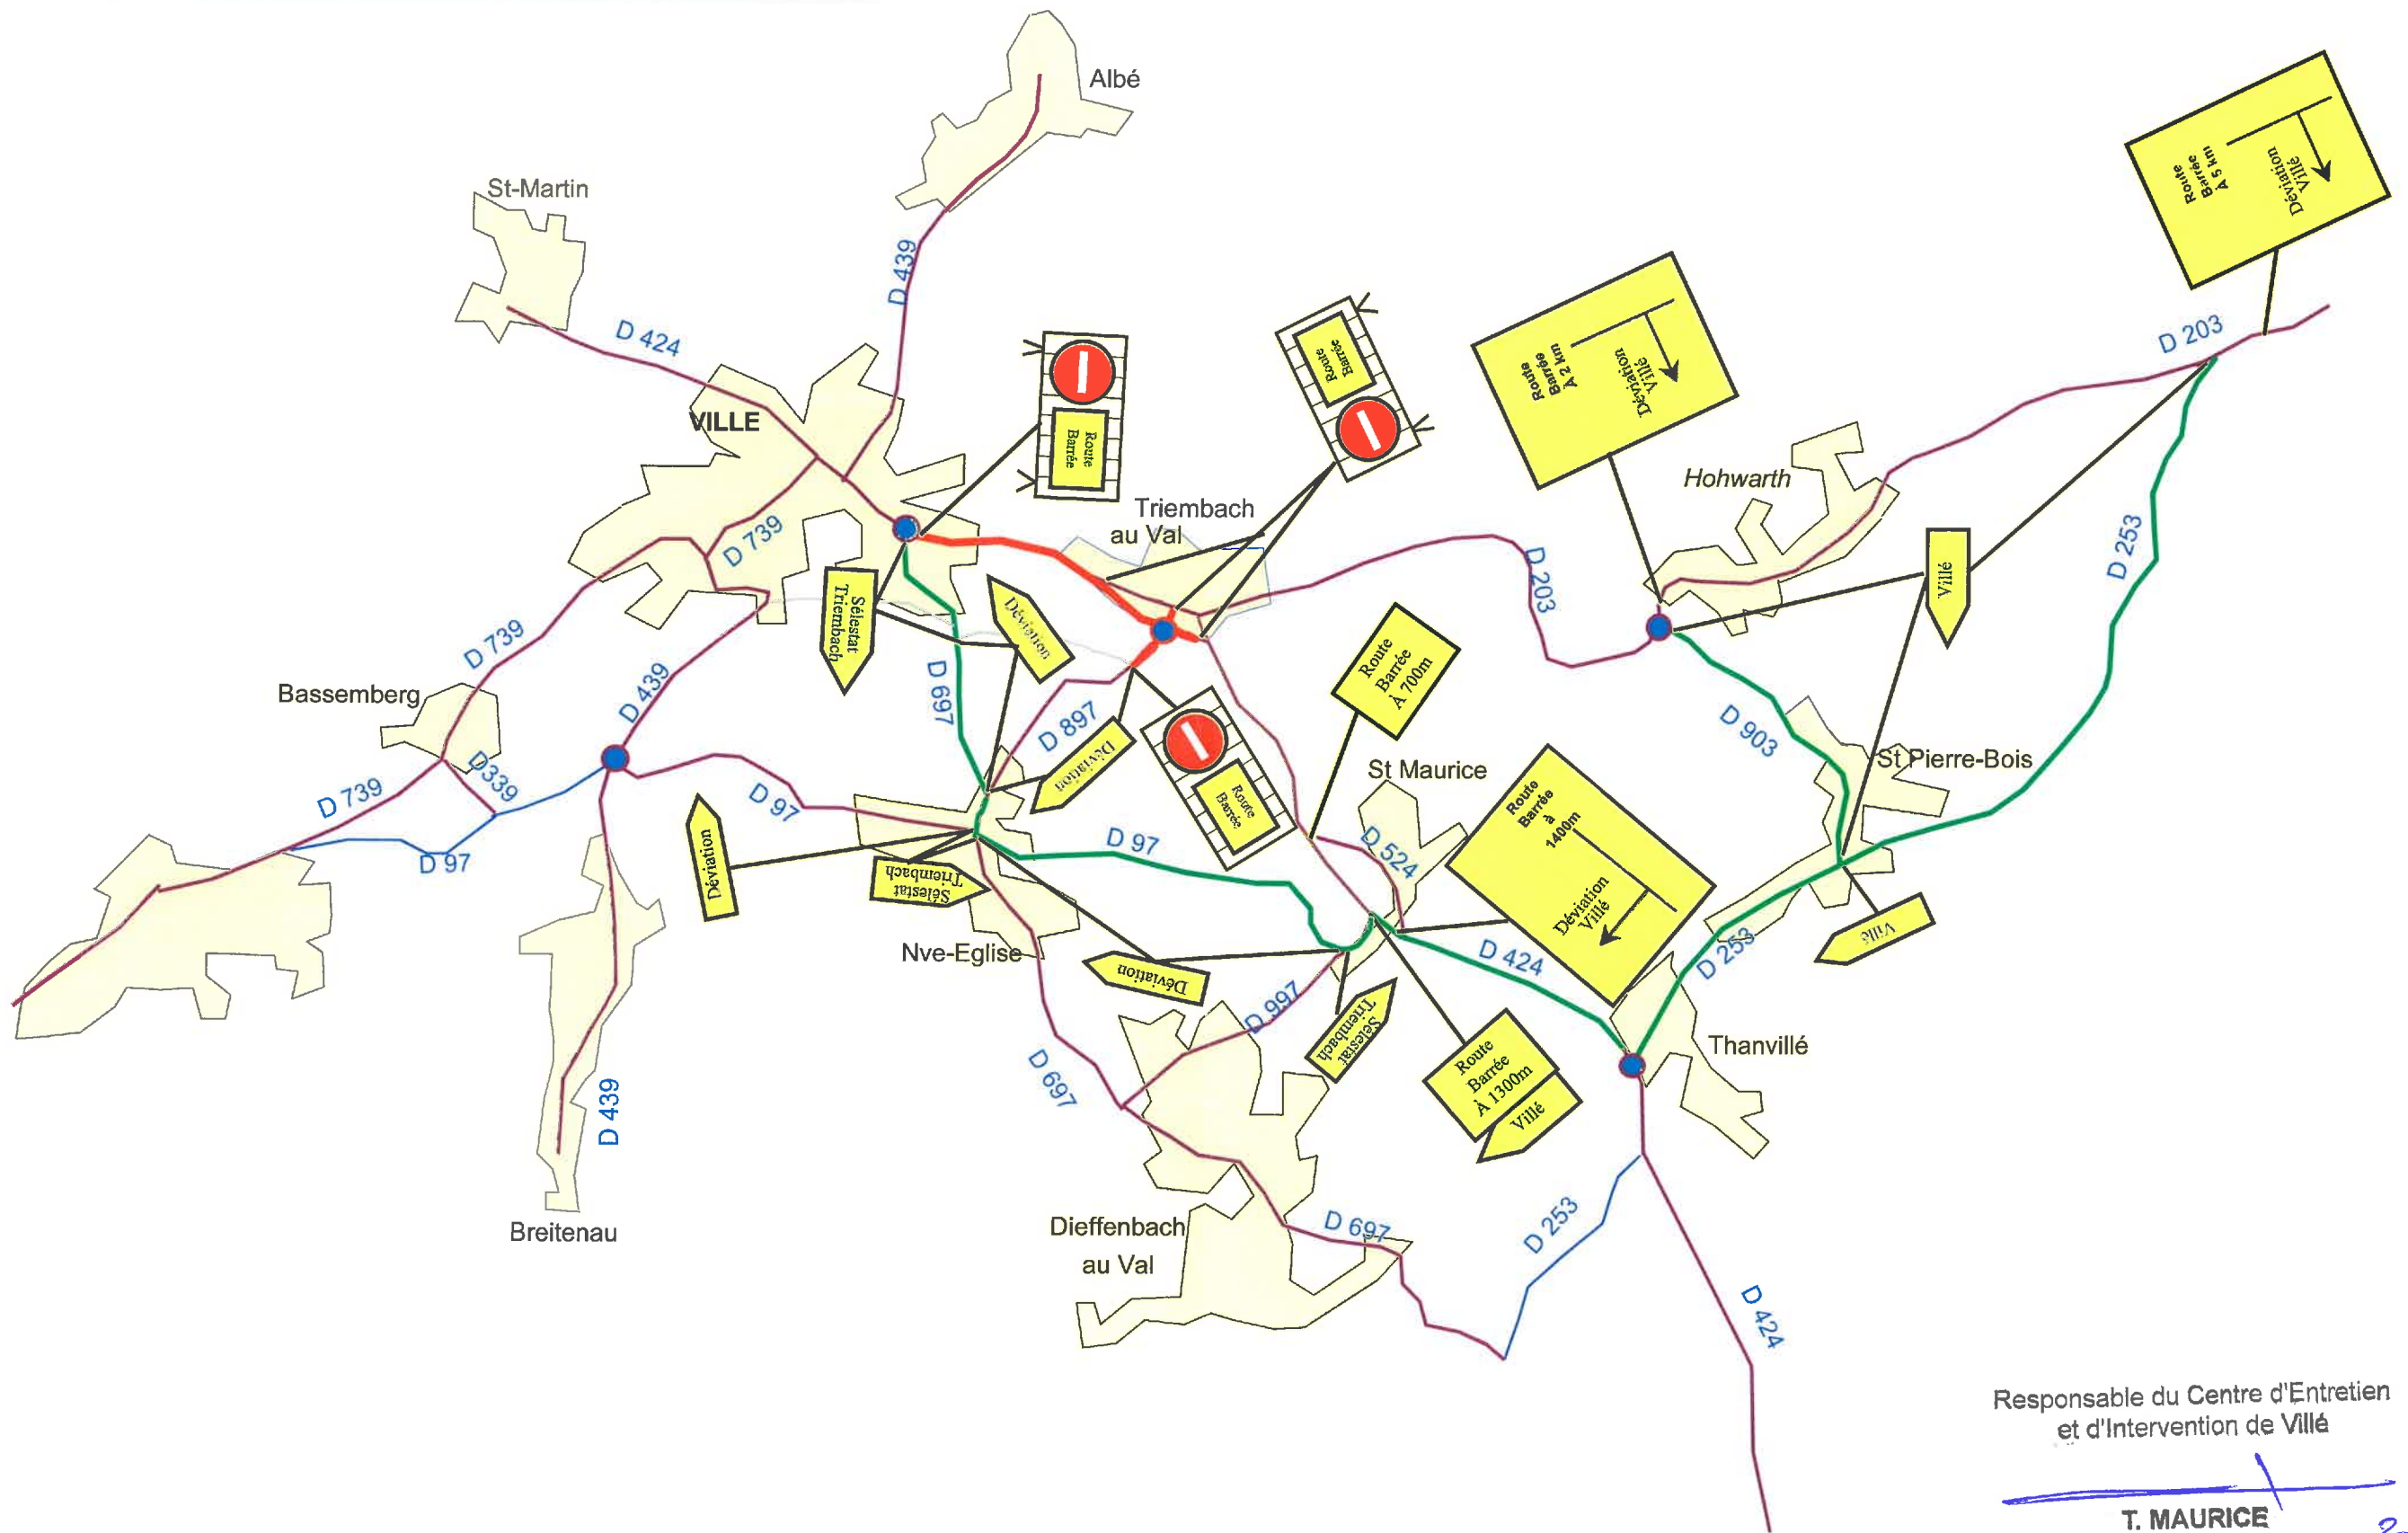 Albé
St-Martin
D 439
D 424
VILLE
Route
Barrée
Route
Barrée
Route
Barrée
À 2 km
Déviation
Villé
Route
Barrée
À 5 km
Déviation
Villé
D 203
Hohwarth
Triembach
au Val
D 739
D 203
D 253
Villé
Sélestat
Triembach
Déviation
D 739
D 439
Bassemberg
D 697
D 897
Déviation
Route
Barrée
Route
Barrée
À 700m
D 903
St Pierre-Bois
D339
D 739
D 97
D 97
D 97
St Maurice
D 524
Route
Barrée
à
1400m
Déviation
Villé
Déviation
Sélestat
Triembach
Nve-Eglise
Déviation
D 424
D 253
Villé
D 997
Sélestat
Triembach
Route
Barrée
À 1300m
Villé
Thanvillé
D 697
D 439
Breitenau
Dieffenbach
au Val
D 697
D 253
D 424
Responsable du Centre d'Entretien
et d'Intervention de Villé
T. MAURICE